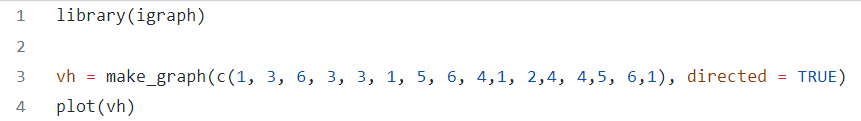 1 library(igraph)
2
3 vh = make_graph(c(1, 3, 6, 3, 3, 1, 5, 6, 4,1, 2,4, 4,5, 6,1), directed = TRUE)
4 plot(vh)